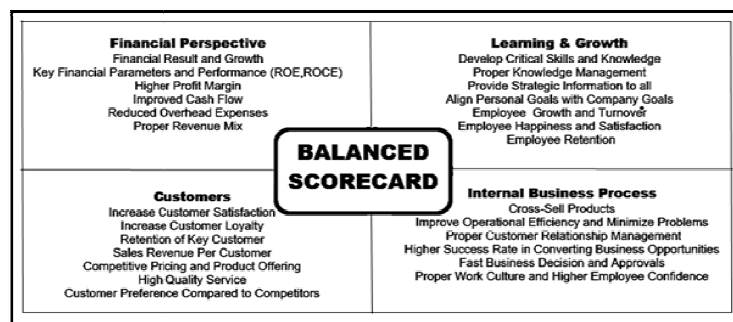 Financial Perspective
Financial Result and Growth
Key Financial Parameters and Performance (ROE,ROCE)
Higher Profit Margin
Improved Cash Flow
Reduced Overhead Expenses
Proper Revenue Mix
Learning & Growth
Develop Critical Skills and Knowledge
Proper Knowledge Management
Provide Strategic Information to all
Align Personal Goals with Company Goals
Employee Growth and Turnover
Employee Happiness and Satisfaction
Employee Retention
BALANCED
SCORECARD
Customers
Increase Customer Satisfaction
Increase Customer Loyalty
Retention of Key Customer
Sales Revenue Per Customer
Competitive Pricing and Product Offering
High Quality Service
Customer Preference Compared to Competitors
Internal Business Process
Cross-Sell Products
Improve Operational Efficiency and Minimize Problems
Proper Customer Relationship Management
Higher Success Rate in Converting Business Opportunities
Fast Business Decision and Approvals
Proper Work Culture and Higher Employee Confidence